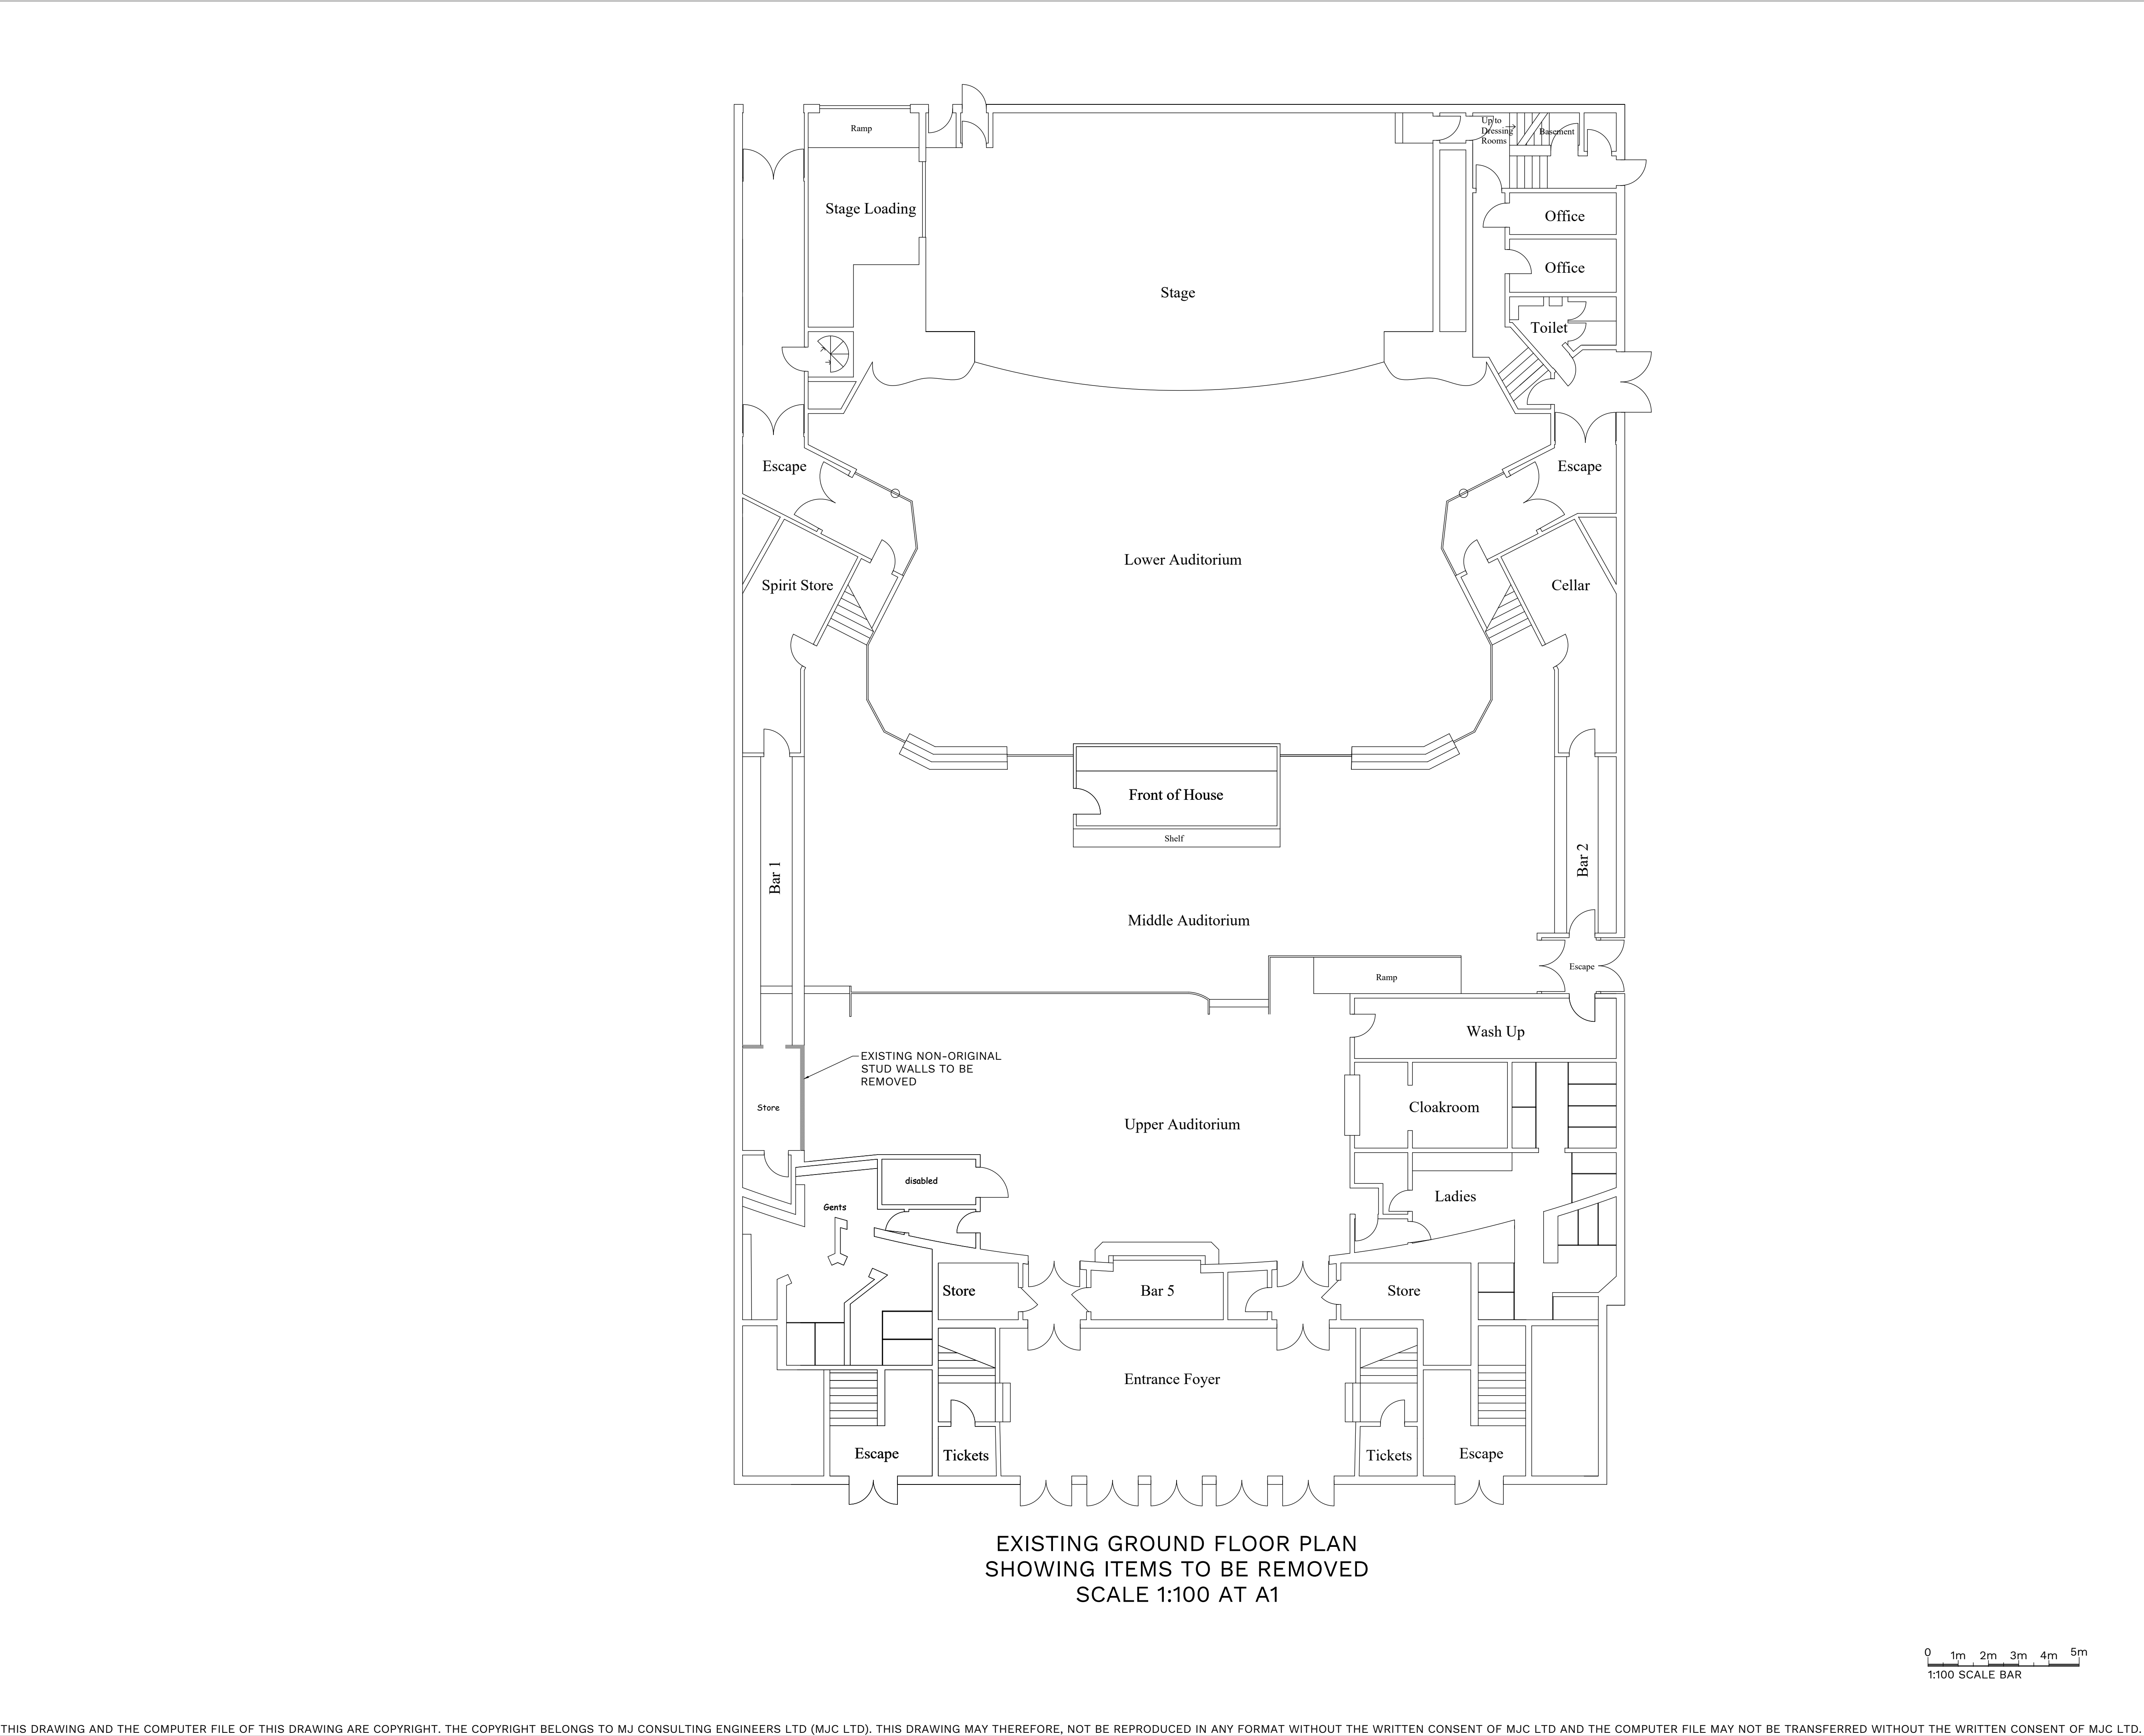 Ramp
Up to
Dressing
Rooms
Basement
Stage Loading
Office
Office
Stage
Toilet
Escape
Escape
Lower Auditorium
Spirit Store
Cellar
Front of House
Shelf
Bar 1
Bar 2
Middle Auditorium
Escape
Ramp
Wash Up
EXISTING NON-ORIGINAL
STUD WALLS TO BE
REMOVED
Store
Cloakroom
Upper Auditorium
disabled
Ladies
Gents
Store
Bar 5
Store
Entrance Foyer
Escape
Tickets
Tickets
Escape
EXISTING GROUND FLOOR PLAN
SHOWING ITEMS TO BE REMOVED
SCALE 1:100 AT A1
0 1m 2m 3m 4m 5m
1:100 SCALE BAR
THIS DRAWING AND THE COMPUTER FILE OF THIS DRAWING ARE COPYRIGHT. THE COPYRIGHT BELONGS TO MJ CONSULTING ENGINEERS LTD (MJC LTD). THIS DRAWING MAY THEREFORE, NOT BE REPRODUCED IN ANY FORMAT WITHOUT THE WRITTEN CONSENT OF MJC LTD AND THE COMPUTER FILE MAY NOT BE TRANSFERRED WITHOUT THE WRITTEN CONSENT OF MJC LTD.